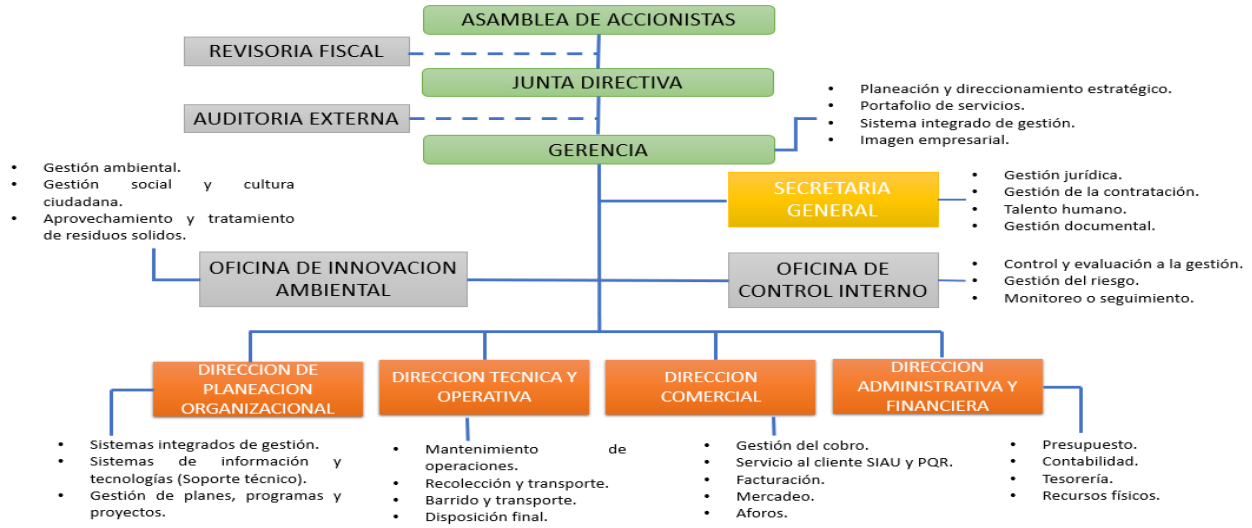 ASAMBLEA DE ACCIONISTAS
REVISORIA FISCAL
JUNTA DIRECTIVA
AUDITORIA EXTERNA
GERENCIA
• Planeación y direccionamiento estratégico.
• Portafolio de servicios.
• Sistema integrado de gestión.
• Imagen empresarial.
SECRETARIA
GENERAL
• Gestión jurídica.
• Gestión de la contratación.
• Talento humano.
• Gestión documental.
• Gestión ambiental.
• Gestión social y cultura
ciudadana.
• Aprovechamiento y tratamiento
de residuos solidos.
OFICINA DE INNOVACION
AMBIENTAL
OFICINA DE
CONTROL INTERNO
• Control y evaluación a la gestión.
• Gestión del riesgo.
• Monitoreo o seguimiento.
DIRECCION DE
PLANEACION
ORGANIZACIONAL
• Sistemas integrados de gestión.
• Sistemas de información y
tecnologías (Soporte técnico).
• Gestión de planes, programas y
proyectos.
DIRECCION TECNICA Y
OPERATIVA
• Mantenimiento de
operaciones.
• Recolección y transporte.
• Barrido y transporte.
• Disposición final.
DIRECCION
COMERCIAL
• Gestión del cobro.
• Servicio al cliente SIAU y PQR.
• Facturación.
• Mercadeo.
• Aforos.
DIRECCION
ADMINISTRATIVA Y
FINANCIERA
• Presupuesto.
• Contabilidad.
• Tesorería.
• Recursos físicos.